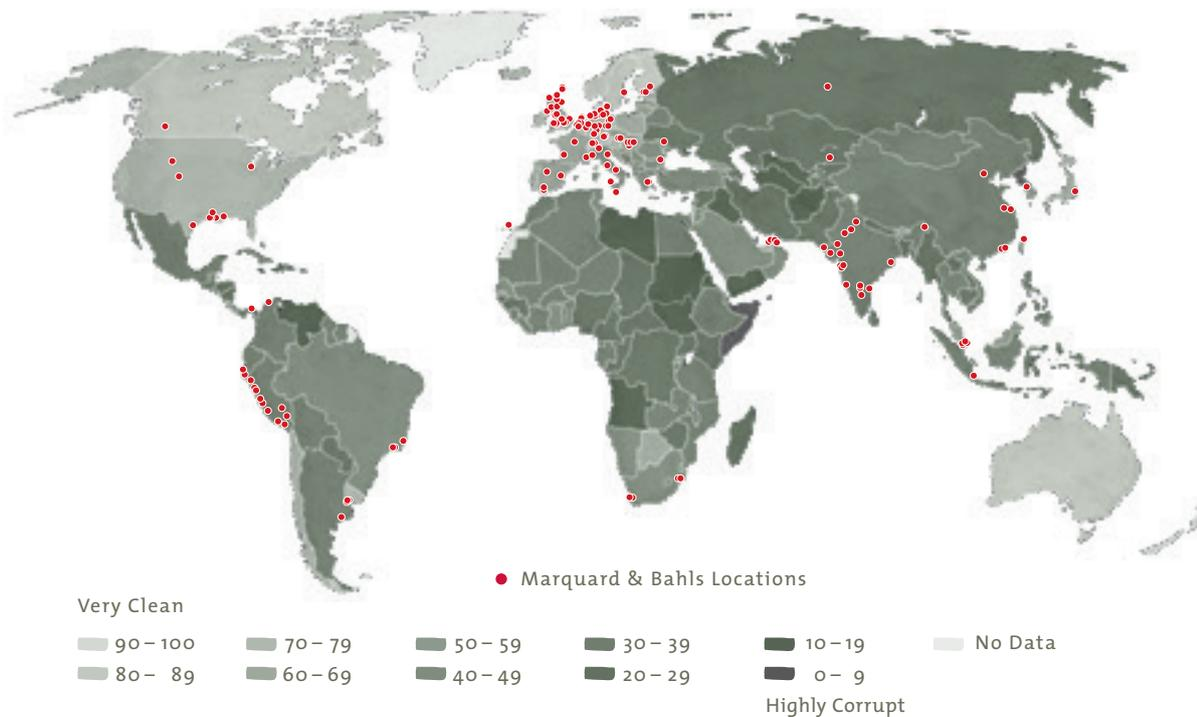 Marquard & Bahls Locations
Very Clean
90 – 100 70 – 79 50 – 59 30 – 39 10 – 19 No Data
80 – 89 60 – 69 40 – 49 20 – 29 0 – 9
Highly Corrupt